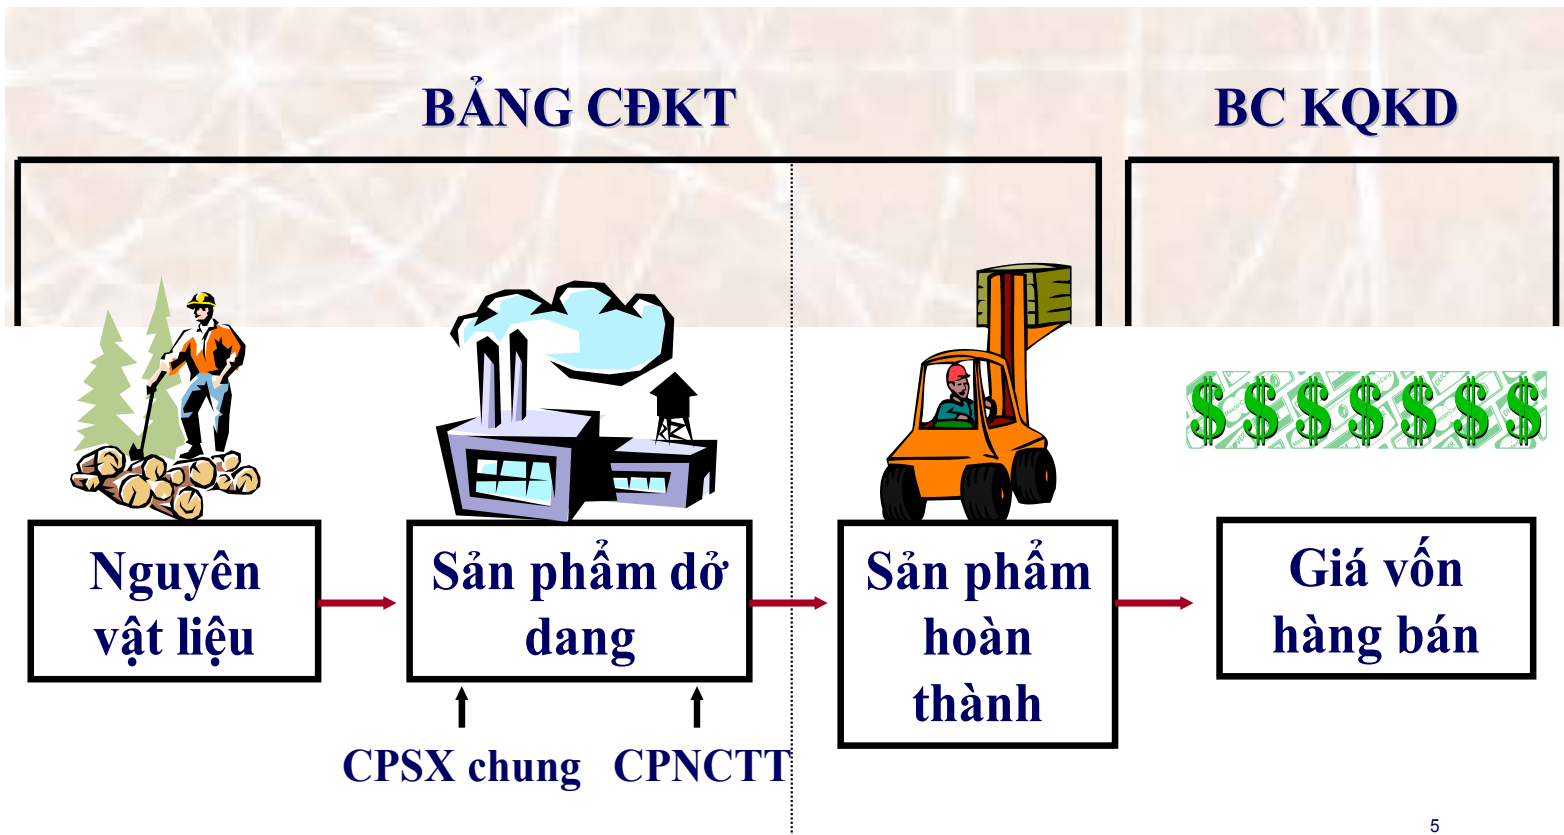 BẢNG CĐKT
BC KQKD
$ $ $ $ $ $ $
Nguyên
vật liệu
Sản phẩm dở
dang
Sản phẩm
hoàn
thành
Giá vốn
hàng bán
CPSX chung
CPNCTT
5